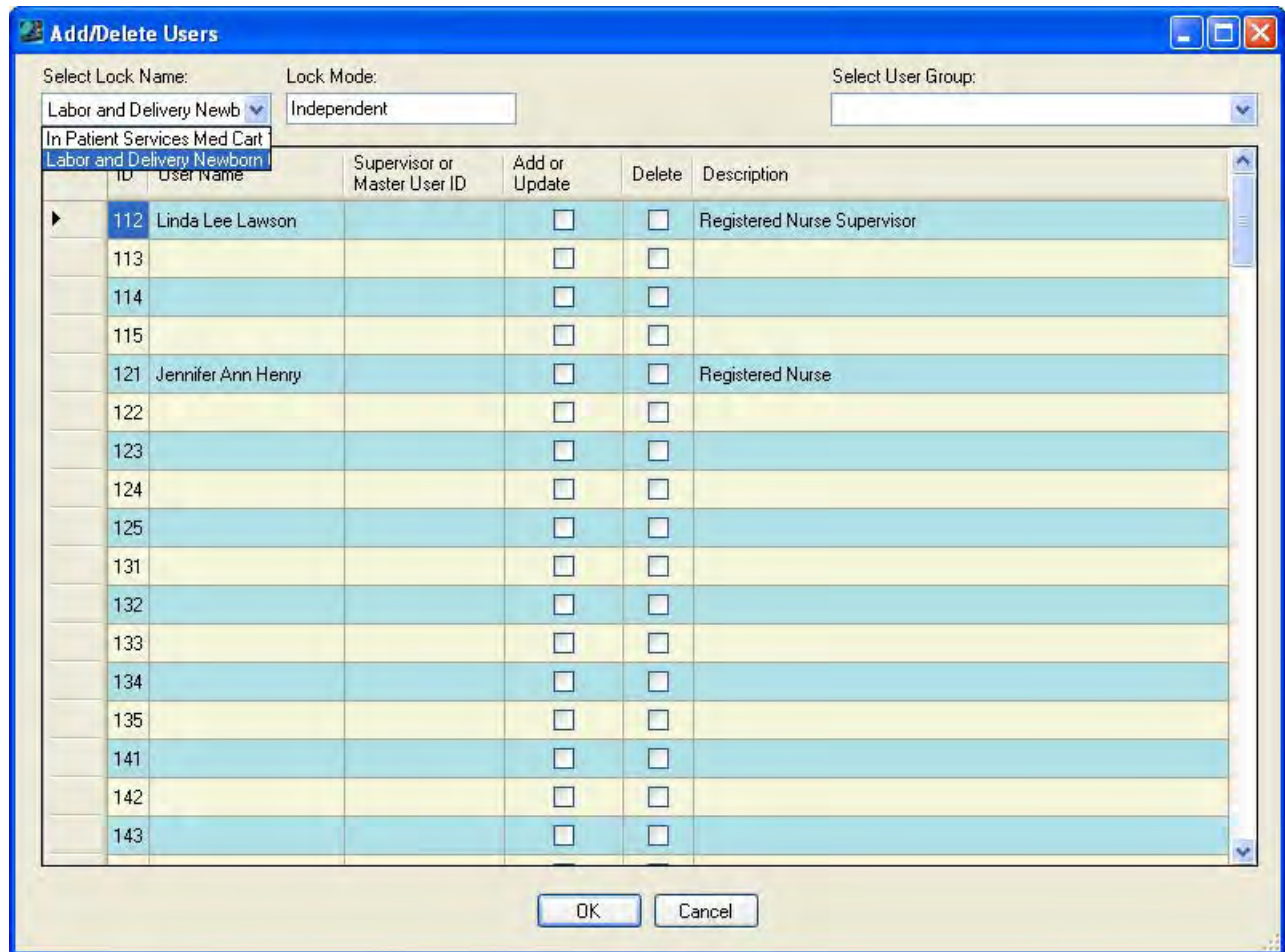 Add/Delete Users
Select Lock Name: Lock Mode: Select User Group:
Labor and Delivery Newb Independent
In Patient Services Med Cart
Labor and Delivery Newborn
ID User Name Supervisor or Master User ID Add or Update Delete Description
112 Linda Lee Lawson Registered Nurse Supervisor
113
114
115
121 Jennifer Ann Henry Registered Nurse
122
123
124
125
131
132
133
134
135
141
142
143
OK Cancel